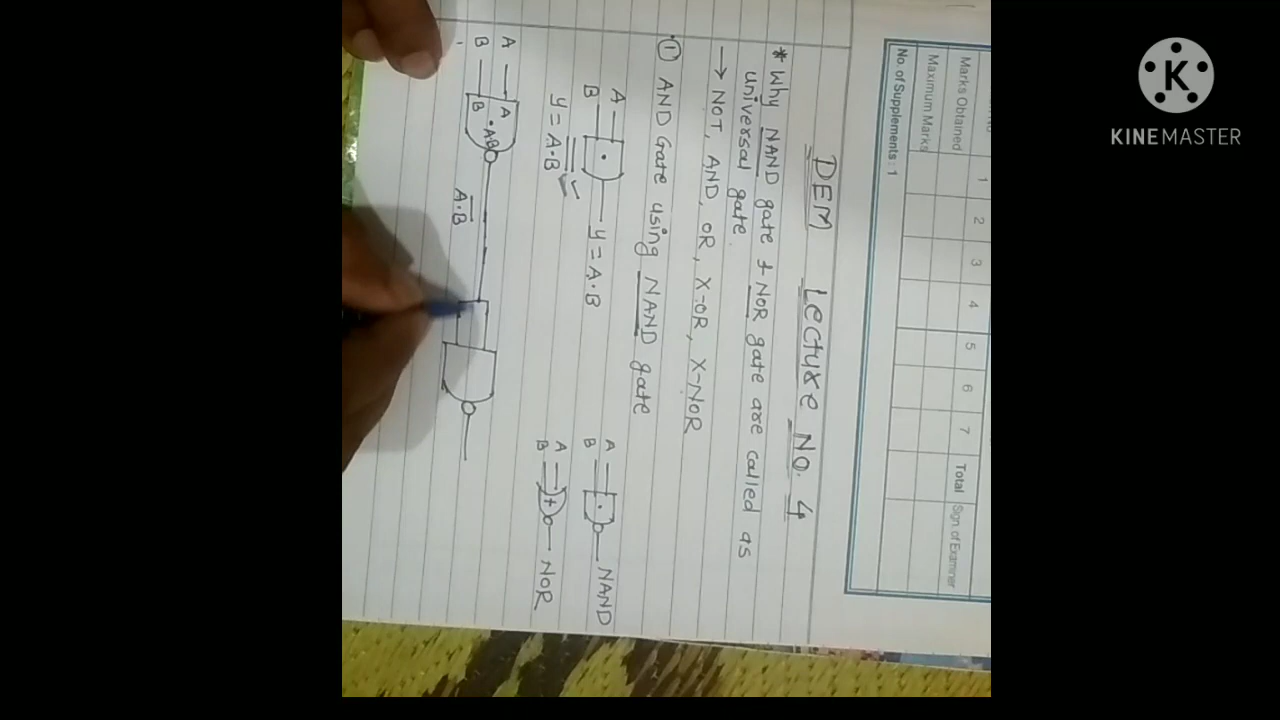 1 2 3 4 5 6 7 Total Sign. of Examiner
Marks Obtained
Maximum Marks
No. of Supplements : 1
DEM Lecture No. 4
* Why NAND gate & NOR gate are called as
universal gate.
→ NOT, AND, OR, X-OR, X-NOR
① AND Gate using NAND gate
A
B
y = A·B
A
B
NAND
y = A·B
A
B
+
NOR
A
B
A
B
AB
A·B
KINEMASTER